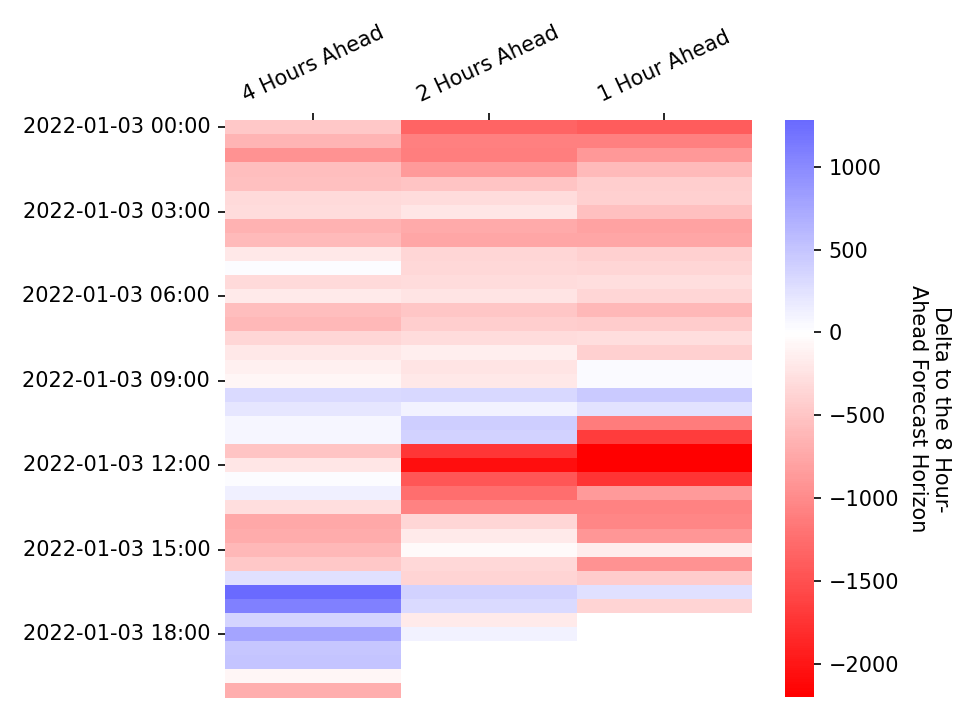 4 Hours Ahead
2 Hours Ahead
1 Hour Ahead
2022-01-03 00:00
2022-01-03 03:00
2022-01-03 06:00
2022-01-03 09:00
2022-01-03 12:00
2022-01-03 15:00
2022-01-03 18:00
1000
500
0
−500
−1000
−1500
−2000
Delta to the 8 Hour-
Ahead Forecast Horizon